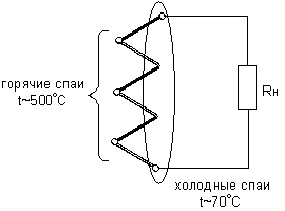 горячие спаи
t~500°C
Rн
холодные спаи
t~70°C